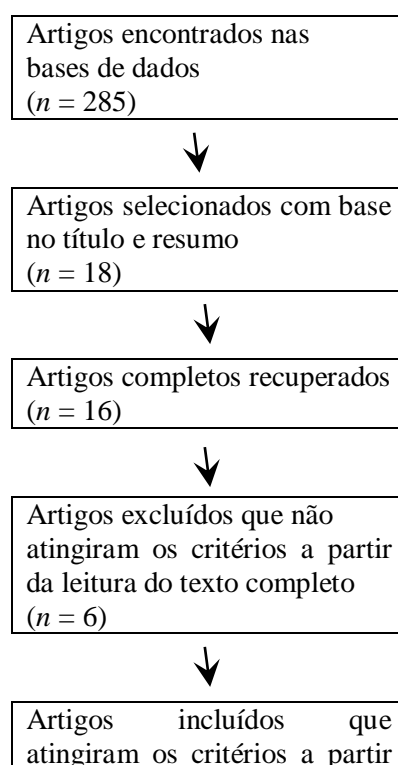 Artigos encontrados nas
bases de dados
(n = 285)
Artigos selecionados com base
no título e resumo
(n = 18)
Artigos completos recuperados
(n = 16)
Artigos excluídos que não
atingiram os critérios a partir
da leitura do texto completo
(n = 6)
Artigos incluídos que
atingiram os critérios a partir